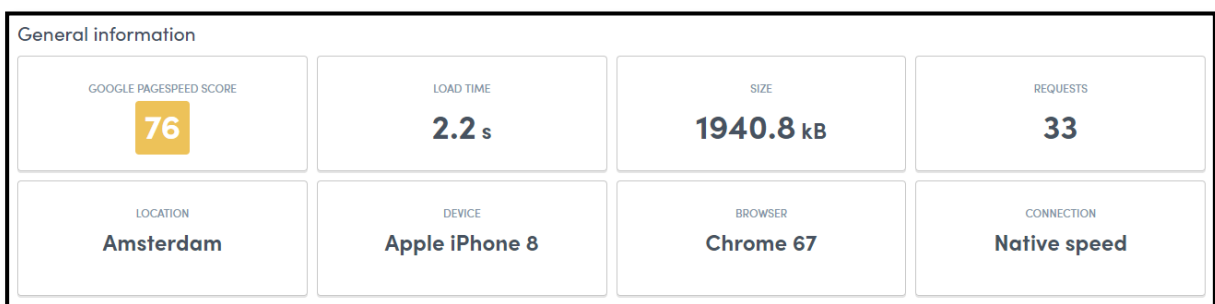 General information
GOOGLE PAGESPEED SCORE
76
LOAD TIME
2.2 s
SIZE
1940.8 kB
REQUESTS
33
LOCATION
Amsterdam
DEVICE
Apple iPhone 8
BROWSER
Chrome 67
CONNECTION
Native speed